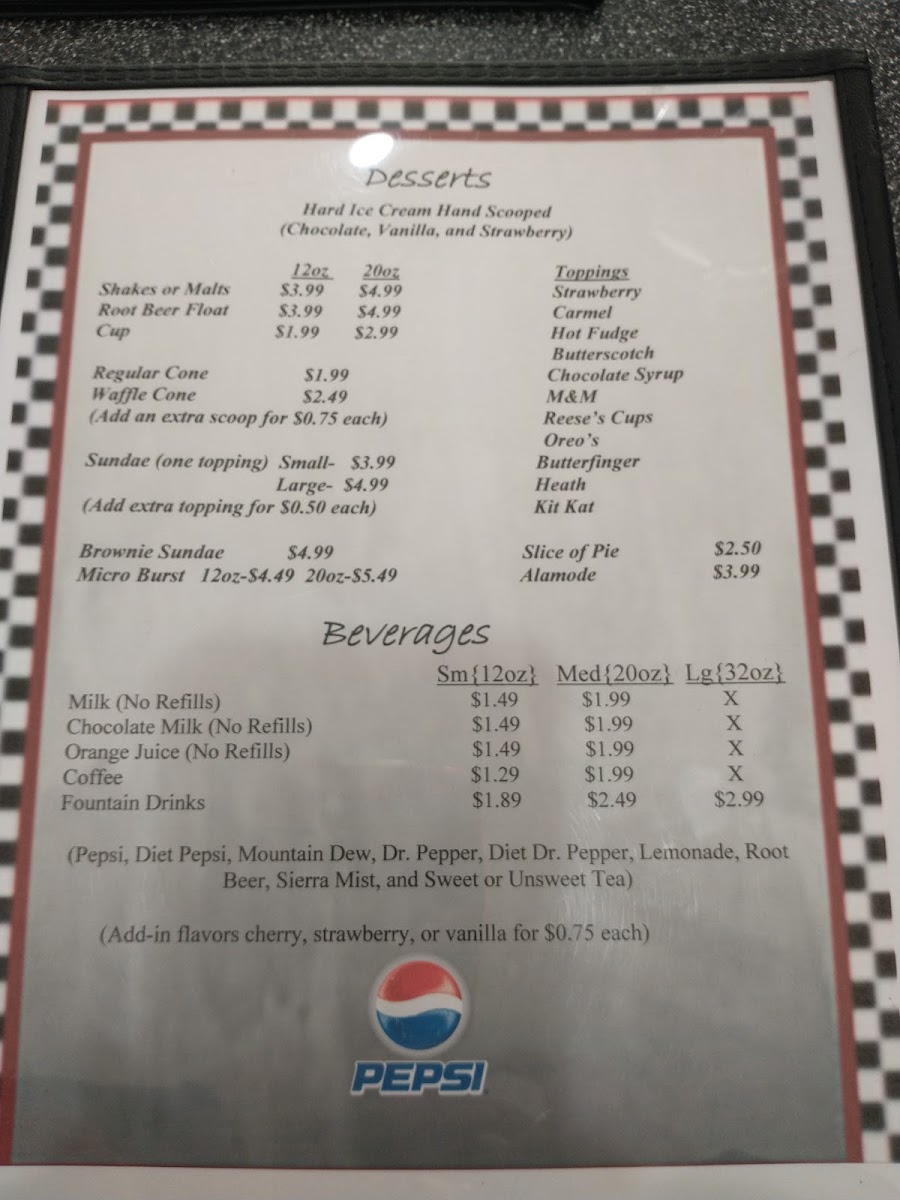 Desserts
Hard Ice Cream Hand Scooped
(Chocolate, Vanilla, and Strawberry)
12oz 20oz
Shakes or Malts $3.99 $4.99
Root Beer Float $3.99 $4.99
Cup $1.99 $2.99
Regular Cone $1.99
Waffle Cone $2.49
(Add an extra scoop for $0.75 each)
Sundae (one topping) Small- $3.99
Large- $4.99
(Add extra topping for $0.50 each)
Brownie Sundae $4.99
Micro Burst 12oz-$4.49 20oz-$5.49
Toppings
Strawberry
Carmel
Hot Fudge
Butterscotch
Chocolate Syrup
M&M
Reese's Cups
Oreo's
Butterfinger
Heath
Kit Kat
Slice of Pie $2.50
Alamode $3.99
Beverages
Sm{12oz} Med{20oz} Lg{32oz}
Milk (No Refills) $1.49 $1.99 X
Chocolate Milk (No Refills) $1.49 $1.99 X
Orange Juice (No Refills) $1.49 $1.99 X
Coffee $1.29 $1.99 X
Fountain Drinks $1.89 $2.49 $2.99
(Pepsi, Diet Pepsi, Mountain Dew, Dr. Pepper, Diet Dr. Pepper, Lemonade, Root
Beer, Sierra Mist, and Sweet or Unsweet Tea)
(Add-in flavors cherry, strawberry, or vanilla for $0.75 each)
PEPSI